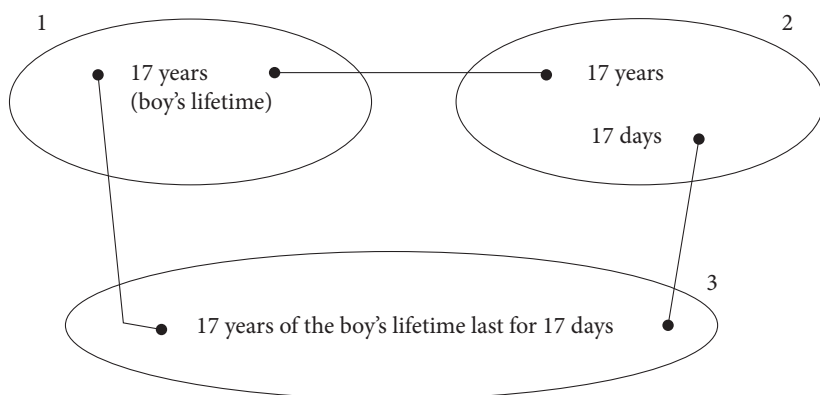 1
2
17 years
(boy’s lifetime)
17 years
17 days
3
17 years of the boy’s lifetime last for 17 days